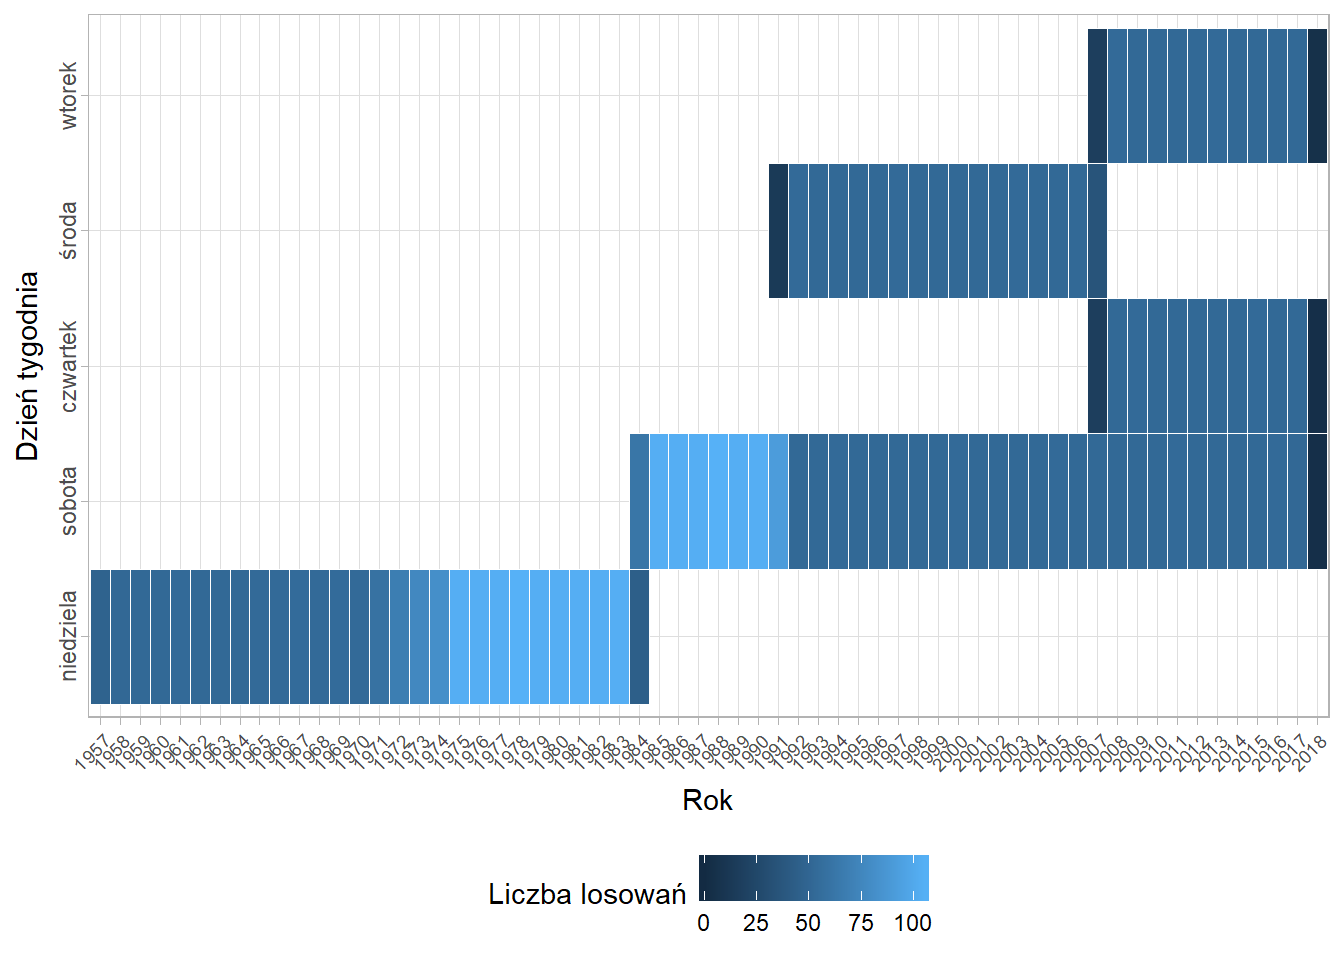 Dzień tygodnia
wtorek
środa
czwartek
sobota
niedziela
1957 1958 1959 1960 1961 1962 1963 1964 1965 1966 1967 1968 1969 1970 1971 1972 1973 1974 1975 1976 1977 1978 1979 1980 1981 1982 1983 1984 1985 1986 1987 1988 1989 1990 1991 1992 1993 1994 1995 1996 1997 1998 1999 2000 2001 2002 2003 2004 2005 2006 2007 2008 2009 2010 2011 2012 2013 2014 2015 2016 2017 2018
Rok
Liczba losowań
0 25 50 75 100